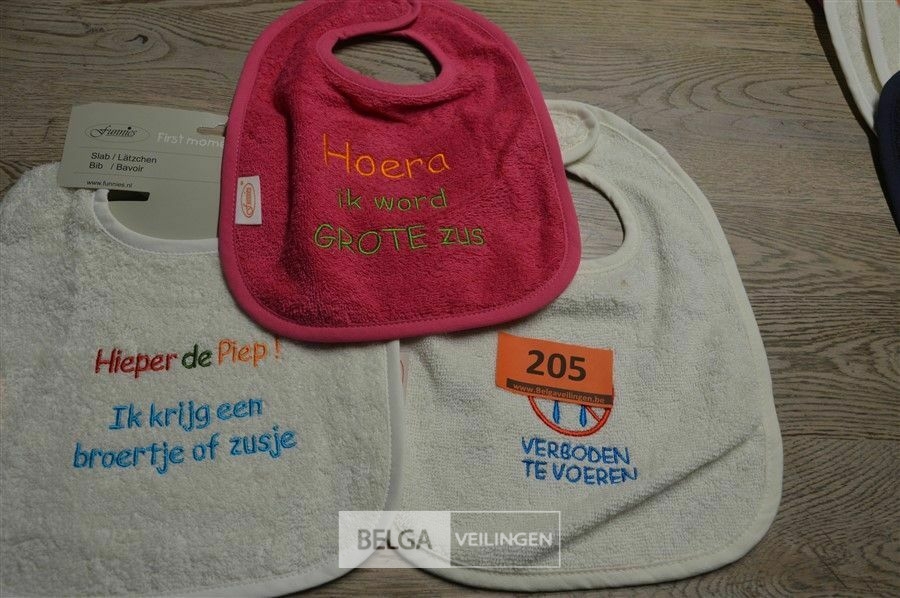 Funnies
First mome
Slab / Lätzchen
Bib / Bavoir
www.funnies.nl
Hoera
ik word
GROTE zus
Funnies
Hieper de Piep !
Ik krijg een
broertje of zusje
205
www.Belgaveilingen.be
VERBODEN
TE VOEREN
BELGA VEILINGEN